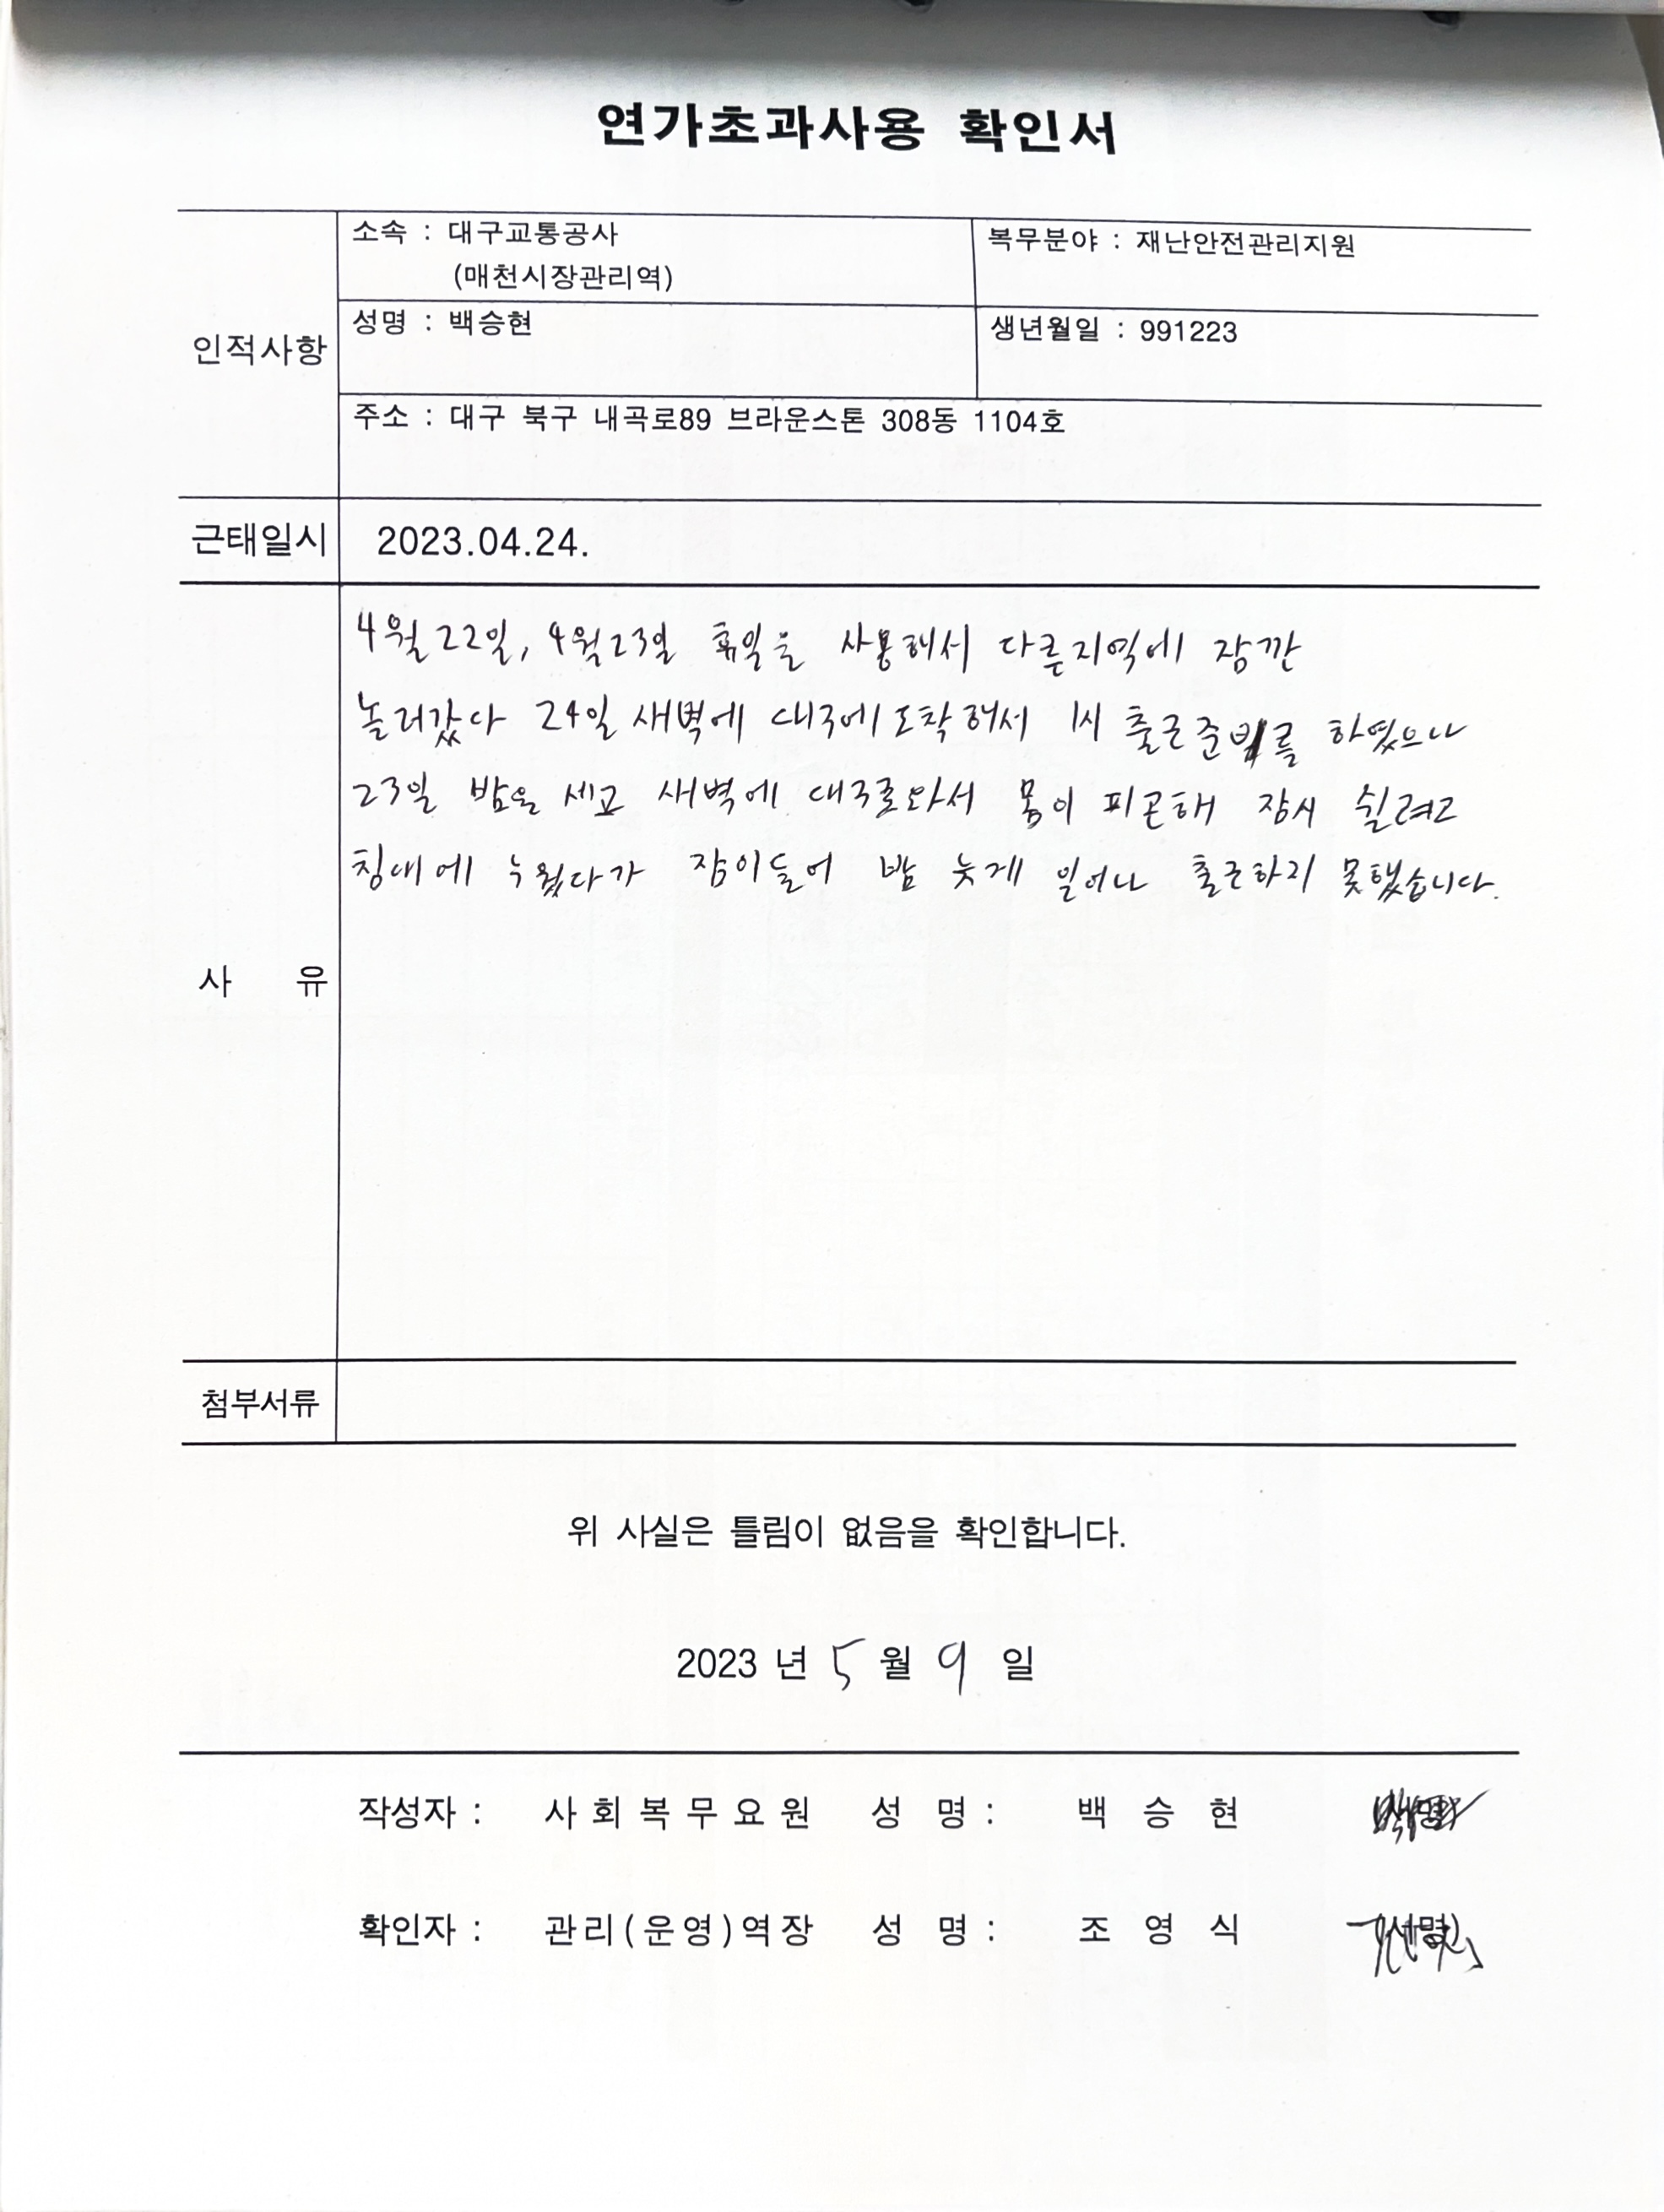 연가초과사용 확인서
소속 : 대구교통공사
(매천시장관리역)
복무분야 : 재난안전관리지원
인적사항
성명 : 백승현
생년월일 : 991223
주소 : 대구 북구 내곡로89 브라운스톤 308동 1104호
근태일시
2023.04.24.
4월22일, 4월23일 휴일을 사용해서 다른지역에 잠깐
놀러갔다 24일 새벽에 대구에도착해서 출근준비를 하였으나
23일 밤을 세고 새벽에 대구로와서 몸이 피곤해 잠시 쉴려고
침대에 누웠다가 잠이들어 밤 늦게 일어나 출근하지 못했습니다.
사 유
첨부서류
위 사실은 틀림이 없음을 확인합니다.
2023 년 5 월 9 일
작성자 : 사회복무요원 성 명 : 백 승 현
확인자 : 관리(운영)역장 성 명 : 조 영 식